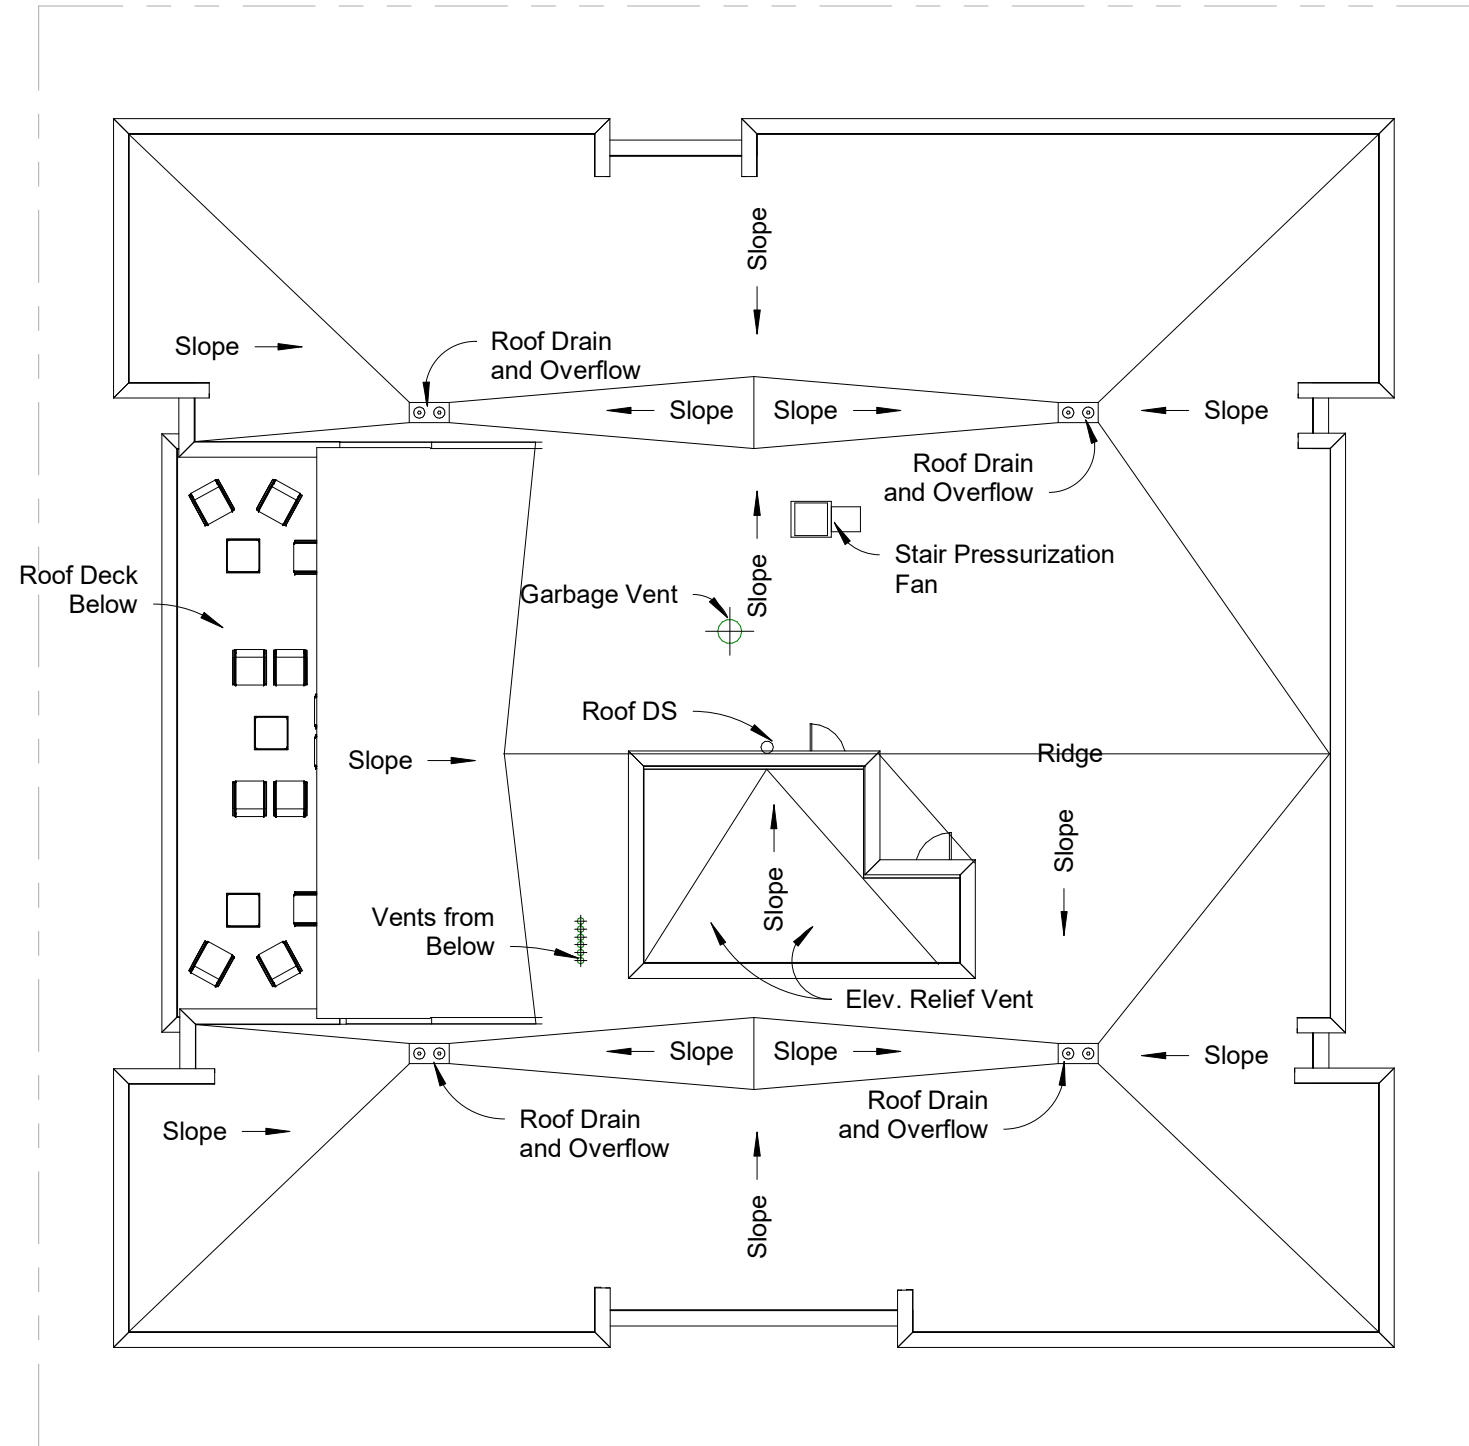 Slope
Slope
Roof Drain
and Overflow
Slope
Slope
Slope
Roof Drain
and Overflow
Stair Pressurization
Fan
Slope
Roof Deck
Below
Garbage Vent
Roof DS
Ridge
Slope
Slope
Slope
Vents from
Below
Elev. Relief Vent
Slope
Slope
Slope
Roof Drain
and Overflow
Roof Drain
and Overflow
Slope
Slope